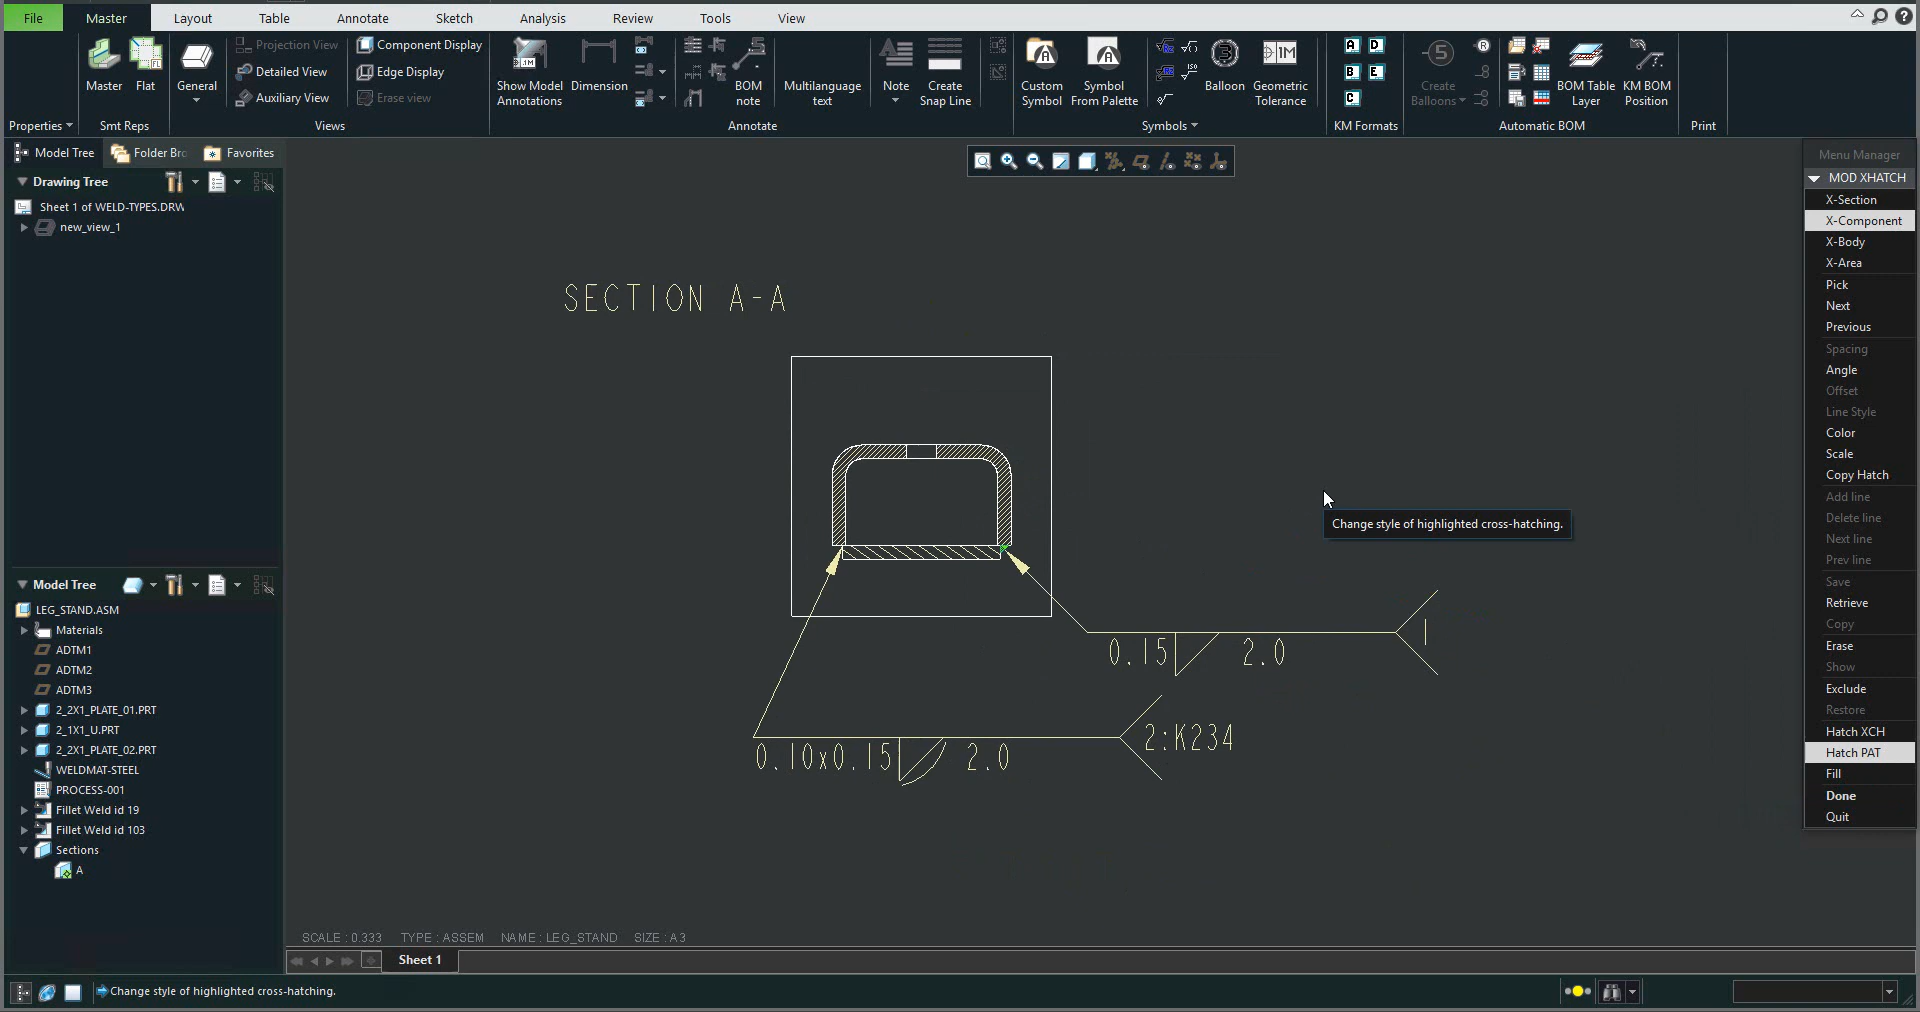 File Master Layout Table Annotate Sketch Analysis Review Tools View
Projection View
Detailed View
Auxiliary View
Component Display
Edge Display
Erase view
Master Flat General
Show Model Annotations
Dimension
BOM note
Multilanguage text
Note
Create Snap Line
Custom Symbol
Symbol From Palette
Balloon
Geometric Tolerance
Create Balloons
BOM Table Layer
KM BOM Position
Properties Smt Reps Views Annotate Symbols KM Formats Automatic BOM Print
Model Tree Folder Bro Favorites
Drawing Tree
Sheet 1 of WELD-TYPES.DRW
new_view_1
Model Tree
LEG_STAND.ASM
Materials
ADTM1
ADTM2
ADTM3
2_2X1_PLATE_01.PRT
2_1X1_U.PRT
2_2X1_PLATE_02.PRT
WELDMAT-STEEL
PROCESS-001
Fillet Weld id 19
Fillet Weld id 103
Sections
A
SECTION A-A
Change style of highlighted cross-hatching.
0.15 2.0 1
0.10x0.15 2.0 2:K234
SCALE : 0.333 TYPE : ASSEM NAME : LEG_STAND SIZE : A3
Sheet 1
Menu Manager
MOD XHATCH
X-Section
X-Component
X-Body
X-Area
Pick
Next
Previous
Spacing
Angle
Offset
Line Style
Color
Scale
Copy Hatch
Add line
Delete line
Next line
Prev line
Save
Retrieve
Copy
Erase
Show
Exclude
Restore
Hatch XCH
Hatch PAT
Fill
Done
Quit
Change style of highlighted cross-hatching.